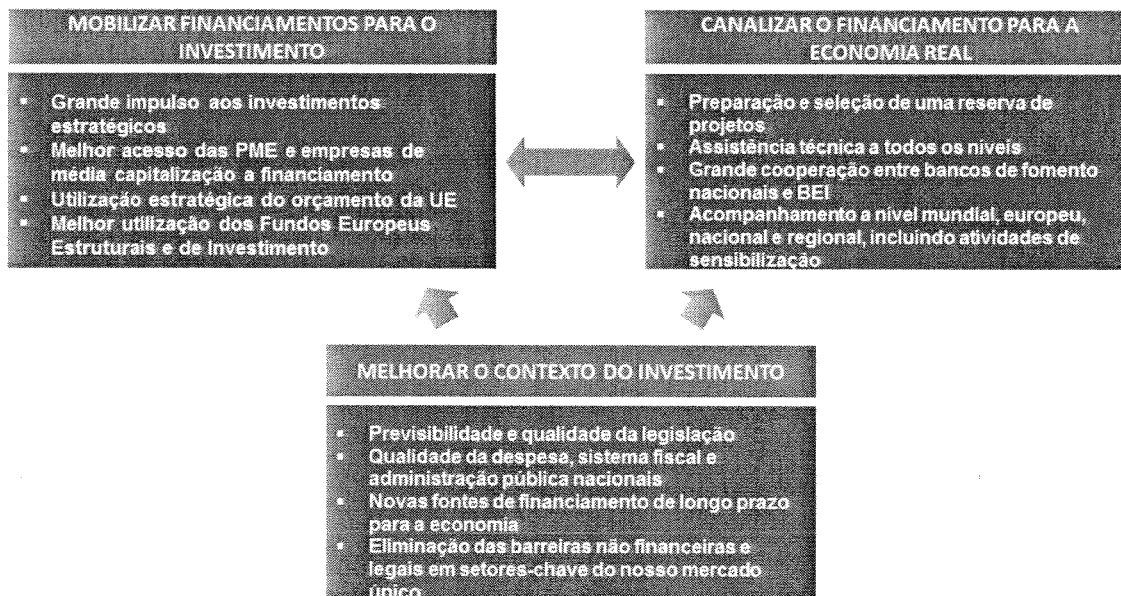 MOBILIZAR FINANCIAMENTOS PARA O
INVESTIMENTO
▪ Grande impulso aos investimentos
estratégicos
▪ Melhor acesso das PME e empresas de
média capitalização a financiamento
▪ Utilização estratégica do orçamento da UE
▪ Melhor utilização dos Fundos Europeus
Estruturais e de Investimento
CANALIZAR O FINANCIAMENTO PARA A
ECONOMIA REAL
▪ Preparação e seleção de uma reserva de
projetos
▪ Assistência técnica a todos os níveis
▪ Grande cooperação entre bancos de fomento
nacionais e BEI
▪ Acompanhamento a nível mundial, europeu,
nacional e regional, incluindo atividades de
sensibilização
MELHORAR O CONTEXTO DO INVESTIMENTO
▪ Previsibilidade e qualidade da legislação
▪ Qualidade da despesa, sistema fiscal e
administração pública nacionais
▪ Novas fontes de financiamento de longo prazo
para a economia
▪ Eliminação das barreiras não financeiras e
legais em setores-chave do nosso mercado
único